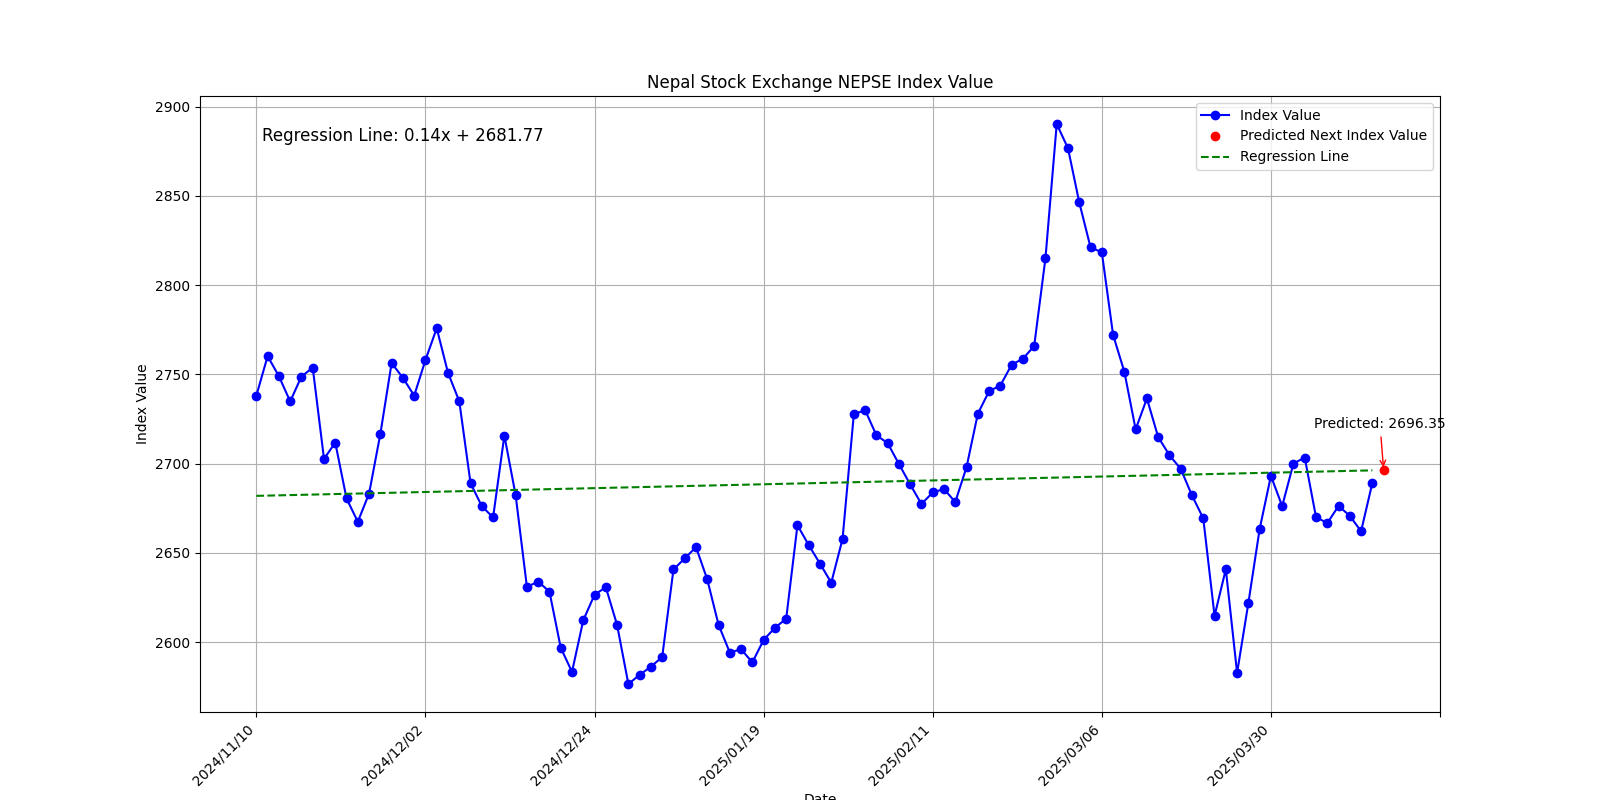 Nepal Stock Exchange NEPSE Index Value
Regression Line: 0.14x + 2681.77
Index Value
Predicted Next Index Value
Regression Line
2900
2850
2800
2750
2700
2650
2600
Index Value
Predicted: 2696.35
2024/11/10
2024/12/02
2024/12/24
2025/01/19
2025/02/11
2025/03/06
2025/03/30
Date